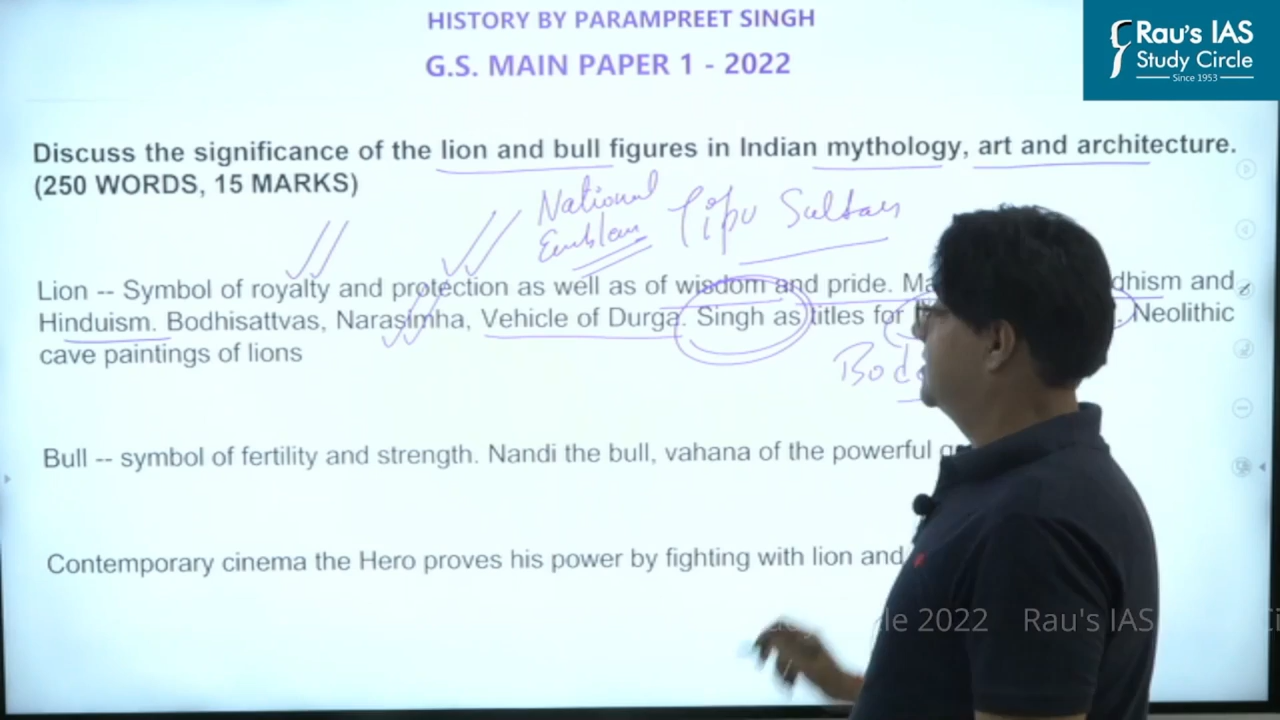 HISTORY BY PARAMPREET SINGH
G.S. MAIN PAPER 1 - 2022
Rau's IAS
Study Circle
Since 1953
Discuss the significance of the lion and bull figures in Indian mythology, art and architecture.
(250 WORDS, 15 MARKS)
National
Emblem
Tipu Sultan
Lion -- Symbol of royalty and protection as well as of wisdom and pride. and
Hinduism. Bodhisattvas, Narasimha, Vehicle of Durga. Singh as titles for Neolithic
cave paintings of lions
Bull -- symbol of fertility and strength. Nandi the bull, vahana of the powerful
Contemporary cinema the Hero proves his power by fighting with lion and
2022 Rau's IAS